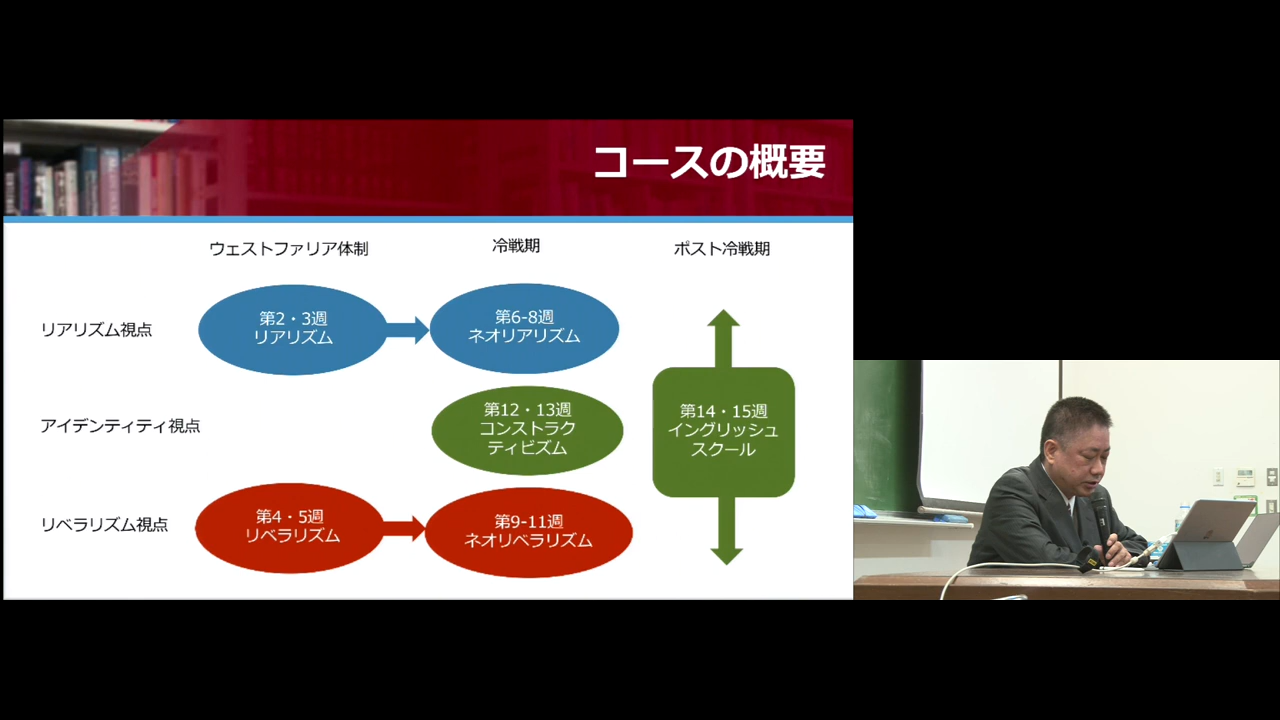 コースの概要
ウェストファリア体制
冷戦期
ポスト冷戦期
リアリズム視点
第2・3週
リアリズム
第6-8週
ネオリアリズム
アイデンティティ視点
第12・13週
コンストラク
ティビズム
第14・15週
イングリッシュ
スクール
リベラリズム視点
第4・5週
リベラリズム
第9-11週
ネオリベラリズム